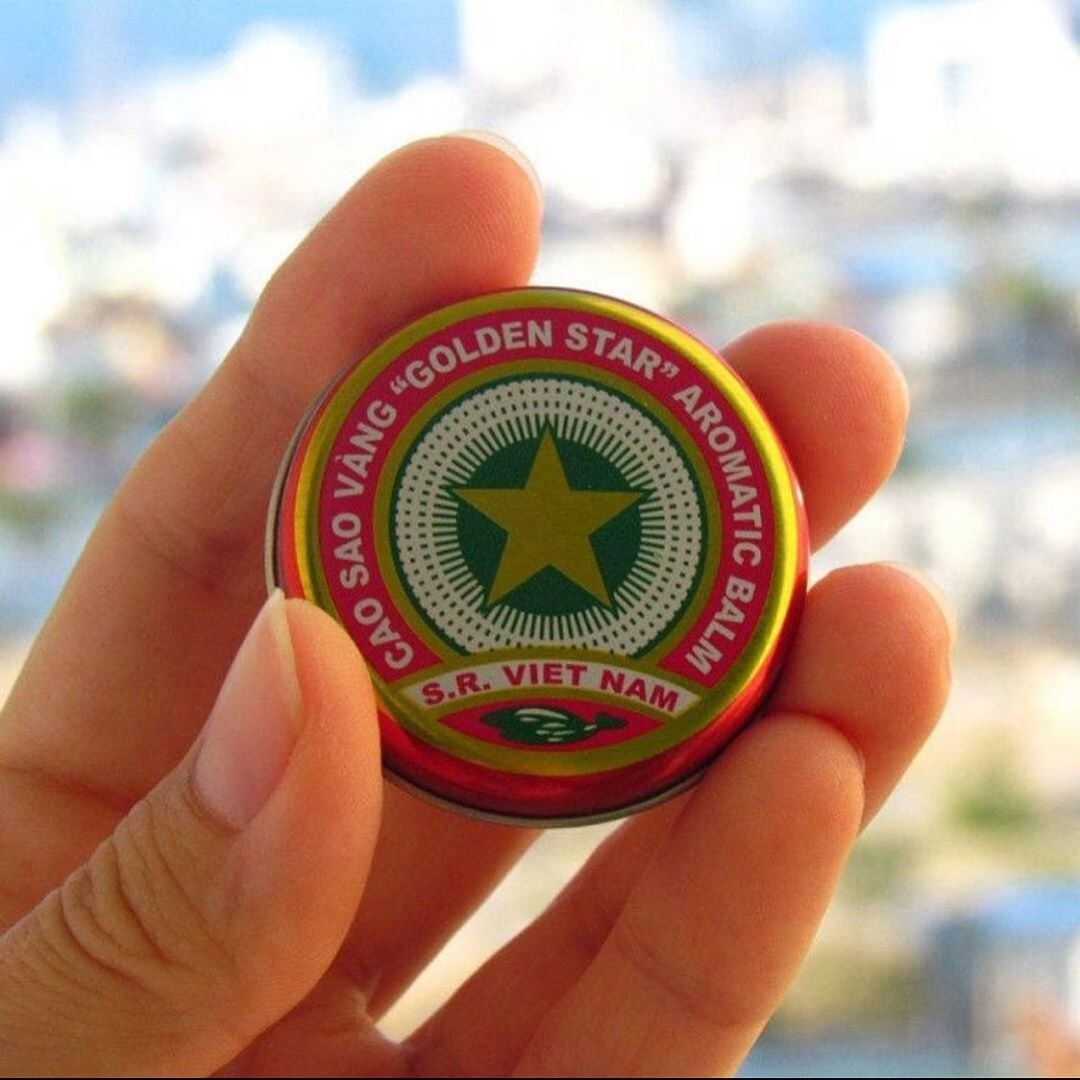 CAO SAO VÀNG “GOLDEN STAR” AROMATIC BALM
S.R. VIET NAM